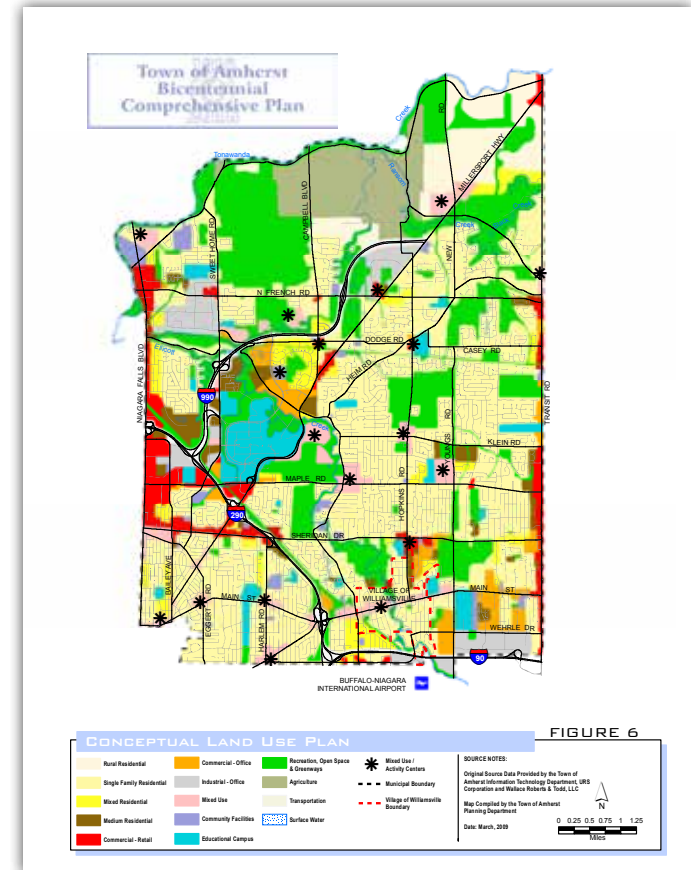 Town of Amherst
Bicentennial
Comprehensive Plan
Creek
RD
Tonawanda
Ransom
MILLERSPORT HWY
CAMPBELL BLVD
SWEET HOME RD
Creek
NEW
N FRENCH RD
DODGE RD
CASEY RD
HEIM RD
Ellicott
NIAGARA FALLS BLVD
TRANSIT RD
990
Creek
YOUNGS RD
KLEIN RD
MAPLE RD
HOPKINS RD
290
SHERIDAN DR
BAILEY AVE
EGBERT RD
MAIN ST
HARLEM RD
VILLAGE OF
WILLIAMSVILLE
MAIN ST
WEHRLE DR
90
BUFFALO-NIAGARA
INTERNATIONAL AIRPORT
FIGURE 6
CONCEPTUAL LAND USE PLAN
Rural Residential
Single Family Residential
Mixed Residential
Medium Residential
Commercial - Retail
Commercial - Office
Industrial - Office
Mixed Use
Community Facilities
Educational Campus
Recreation, Open Space
& Greenways
Agriculture
Transportation
Surface Water
Mixed Use /
Activity Centers
Municipal Boundary
Village of Williamsville
Boundary
SOURCE NOTES:
Original Source Data Provided by the Town of
Amherst Information Technology Department, URS
Corporation and Wallace Roberts & Todd, LLC
Map Compiled by the Town of Amherst
Planning Department
Date: March, 2009
N
0 0.25 0.5 0.75 1 1.25
Miles